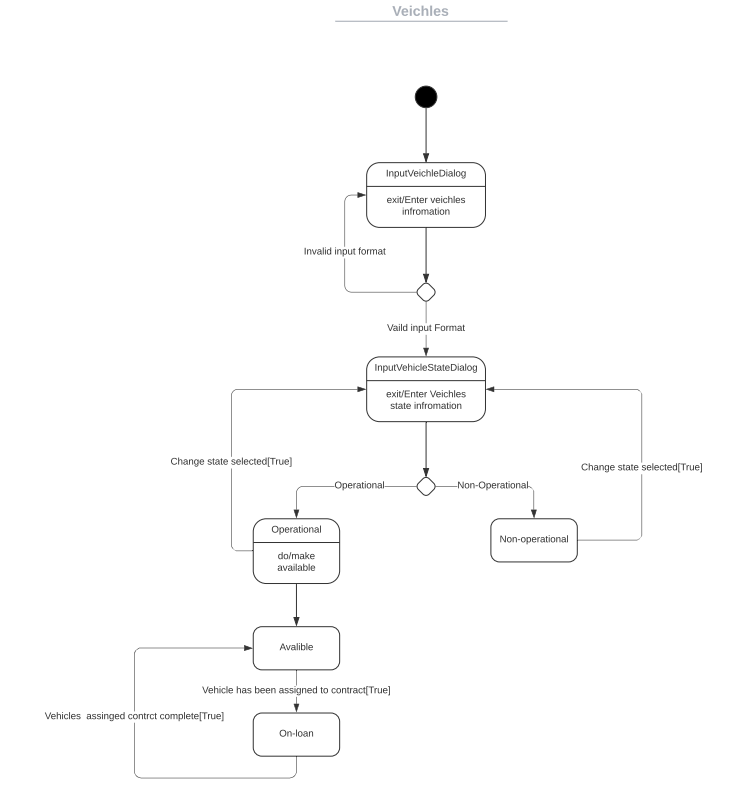 Veichles
InputVeichleDialog
exit/Enter veichles
infromation
Invalid input format
Vaild input Format
InputVehicleStateDialog
exit/Enter Veichles
state infromation
Change state selected[True]
Change state selected[True]
Operational
Non-Operational
Operational
do/make
available
Non-operational
Avalible
Vehicle has been assigned to contract[True]
Vehicles  assinged contrct complete[True]
On-loan